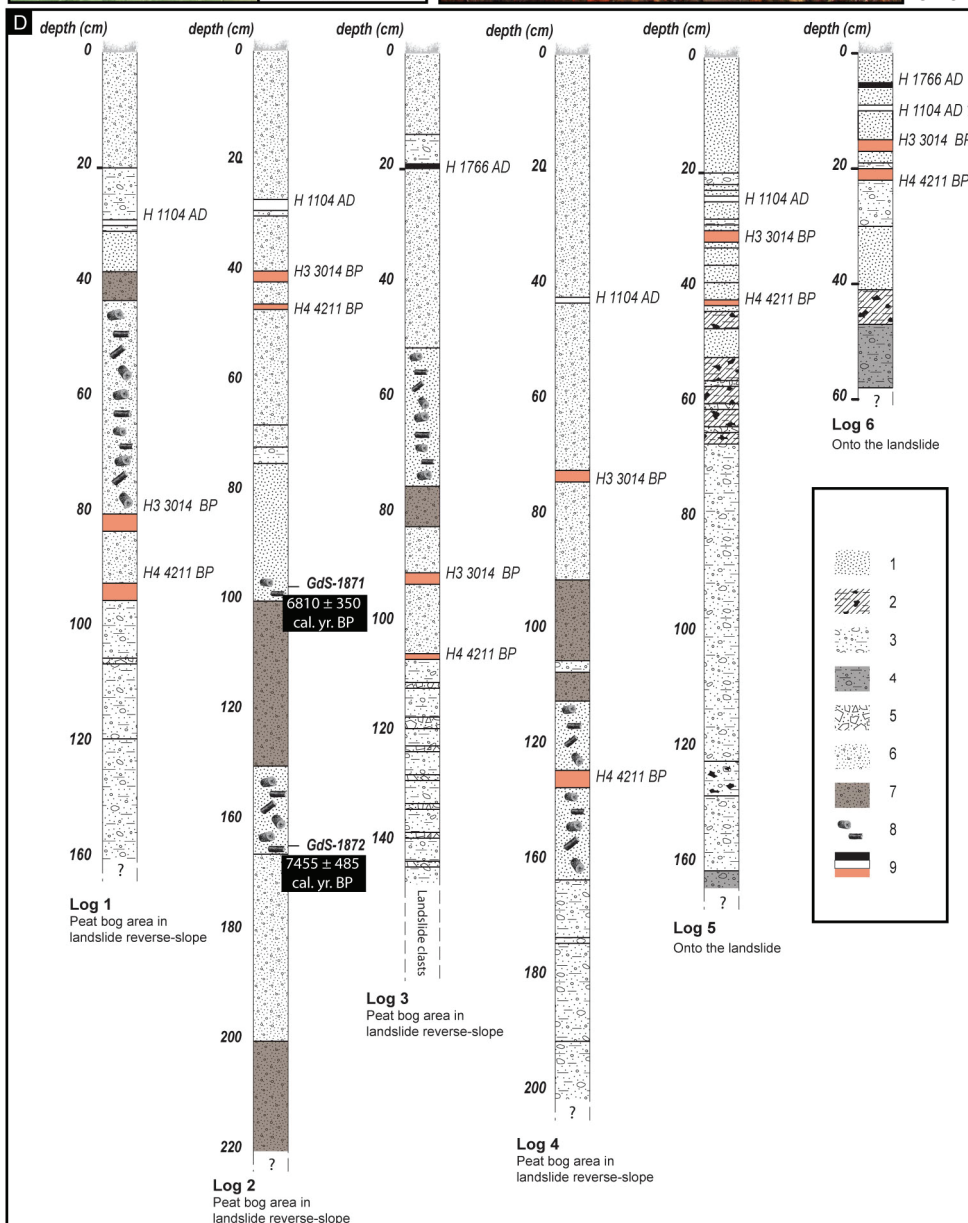 D
depth (cm) depth (cm) depth (cm) depth (cm) depth (cm) depth (cm)
0
20
H 1104 AD
40
60
80
H3 3014 BP
H4 4211 BP
100
120
140
160
?
Log 1
Peat bog area in
landslide reverse-slope
0
20
H 1104 AD
40
H3 3014 BP
H4 4211 BP
60
80
GdS-1871
100
6810 ± 350
cal. yr. BP
120
160
GdS-1872
7455 ± 485
cal. yr. BP
180
200
220
?
Log 2
Peat bog area in
landslide reverse-slope
0
20
H 1766 AD
40
60
80
H3 3014 BP
100
H4 4211 BP
120
140
Landslide clasts
Log 3
Peat bog area in
landslide reverse-slope
0
20
40
H 1104 AD
60
H3 3014 BP
80
100
120
H4 4211 BP
160
180
200
?
Log 4
Peat bog area in
landslide reverse-slope
0
20
H 1104 AD
H3 3014 BP
40
H4 4211 BP
60
80
100
120
160
?
Log 5
Onto the landslide
0
H 1766 AD
H 1104 AD
H3 3014 BP
20
H4 4211 BP
40
60
?
Log 6
Onto the landslide
1
2
3
4
5
6
7
8
9